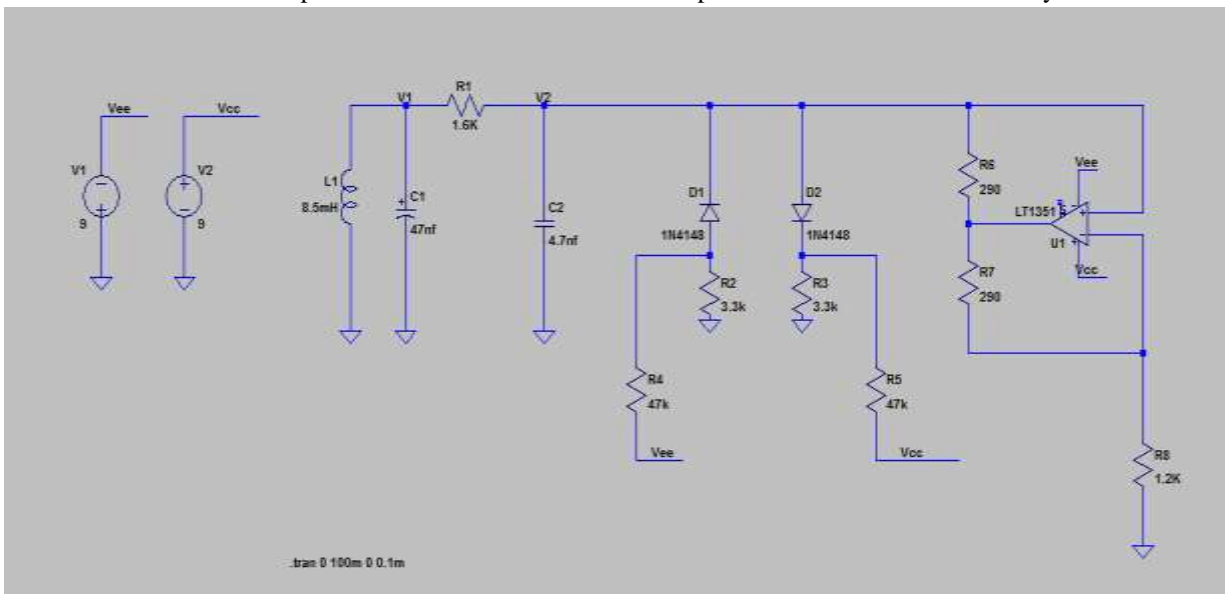 Vee
Vcc
V1
9
V2
9
V1
R1
1.6K
V2
L1
8.5mH
C1
47nf
C2
4.7nf
D1
1N4148
D2
1N4148
R2
3.3k
R3
3.3k
R4
47k
Vee
R5
47k
Vcc
R6
290
LT1351
Vee
U1
Vcc
R7
290
R8
1.2K
.tran 0 100m 0 0.1m